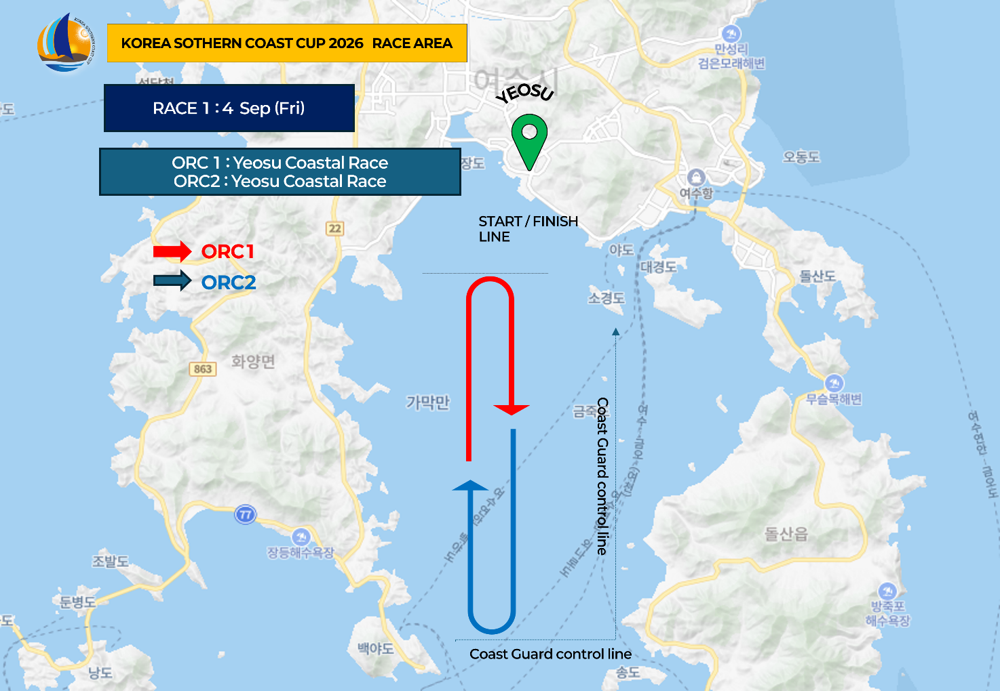 KOREA SOUTHERN COAST CUP
KOREA SOTHERN COAST CUP 2026 RACE AREA
RACE 1 : 4 Sep (Fri)
ORC 1 : Yeosu Coastal Race
ORC2 : Yeosu Coastal Race
여수시
YEOSU
만성리
검은모래해변
장도
오동도
여수항
START / FINISH
LINE
22
ORC1
ORC2
야도
대경도
돌산도
소경도
863
화양면
가막만
무슬목해변
Coast Guard control line
77
장등해수욕장
돌산읍
조발도
둔병도
방죽포
해수욕장
백야도
Coast Guard control line
낭도
송도